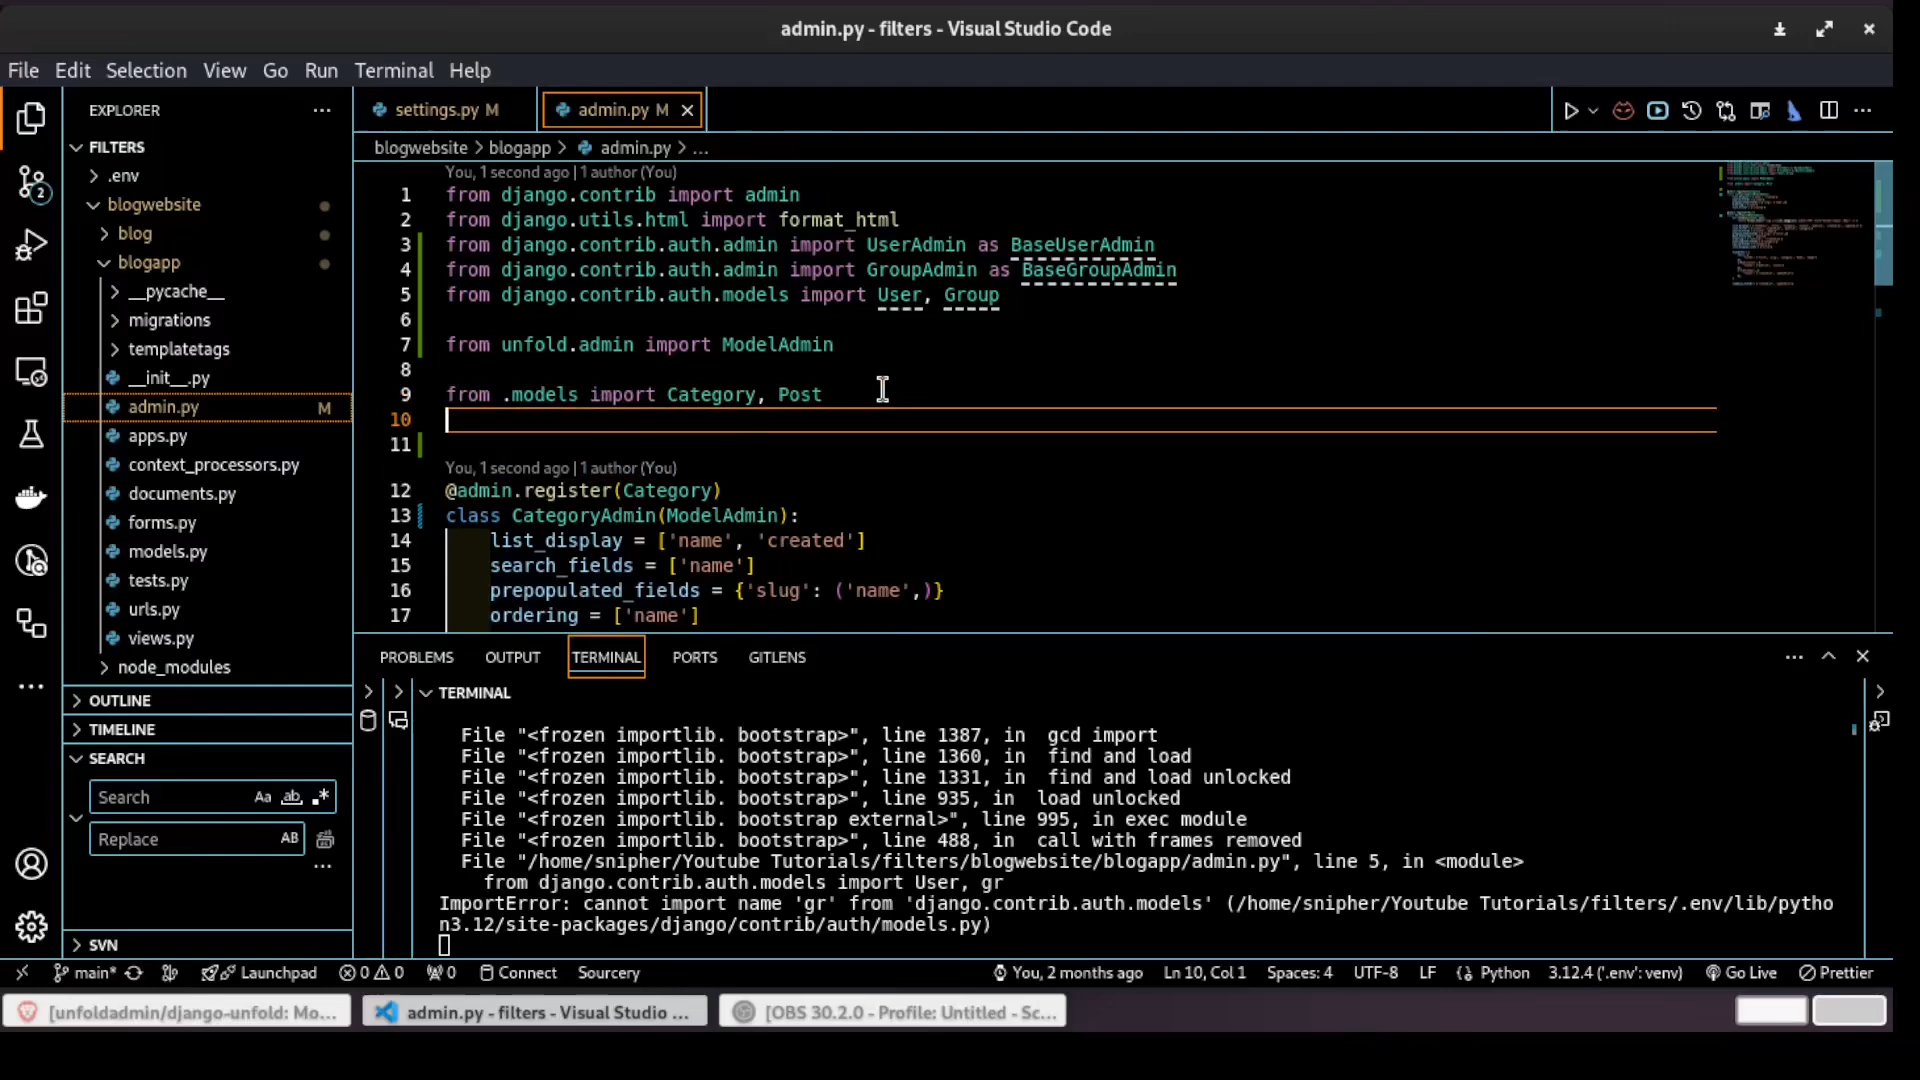 admin.py - filters - Visual Studio Code
File Edit Selection View Go Run Terminal Help
EXPLORER
settings.py M
admin.py M
FILTERS
blogwebsite > blogapp > admin.py > ...
.env
blogwebsite
blog
blogapp
__pycache__
migrations
templatetags
__init__.py
admin.py M
apps.py
context_processors.py
documents.py
forms.py
models.py
tests.py
urls.py
views.py
node_modules
OUTLINE
TIMELINE
SEARCH
Search Aa ab
Replace AB
SVN
2
You, 1 second ago | 1 author (You)
1 from django.contrib import admin
2 from django.utils.html import format_html
3 from django.contrib.auth.admin import UserAdmin as BaseUserAdmin
4 from django.contrib.auth.admin import GroupAdmin as BaseGroupAdmin
5 from django.contrib.auth.models import User, Group
6
7 from unfold.admin import ModelAdmin
8
9 from .models import Category, Post
10
11
You, 1 second ago | 1 author (You)
12 @admin.register(Category)
13 class CategoryAdmin(ModelAdmin):
14 list_display = ['name', 'created']
15 search_fields = ['name']
16 prepopulated_fields = {'slug': ('name',)}
17 ordering = ['name']
PROBLEMS OUTPUT TERMINAL PORTS GITLENS
TERMINAL
File "<frozen importlib. bootstrap>", line 1387, in gcd import
File "<frozen importlib. bootstrap>", line 1360, in find and load
File "<frozen importlib. bootstrap>", line 1331, in find and load unlocked
File "<frozen importlib. bootstrap>", line 935, in load unlocked
File "<frozen importlib. bootstrap external>", line 995, in exec module
File "<frozen importlib. bootstrap>", line 488, in call with frames removed
File "/home/snipher/Youtube Tutorials/filters/blogwebsite/blogapp/admin.py", line 5, in <module>
from django.contrib.auth.models import User, gr
ImportError: cannot import name 'gr' from 'django.contrib.auth.models' (/home/snipher/Youtube Tutorials/filters/.env/lib/pytho
n3.12/site-packages/django/contrib/auth/models.py)
main* Launchpad 0 0 0 Connect Sourcery You, 2 months ago Ln 10, Col 1 Spaces: 4 UTF-8 LF Python 3.12.4 ('.env': venv) Go Live Prettier
[unfoldadmin/django-unfold: Mo... admin.py - filters - Visual Studio ... [OBS 30.2.0 - Profile: Untitled - Sc...